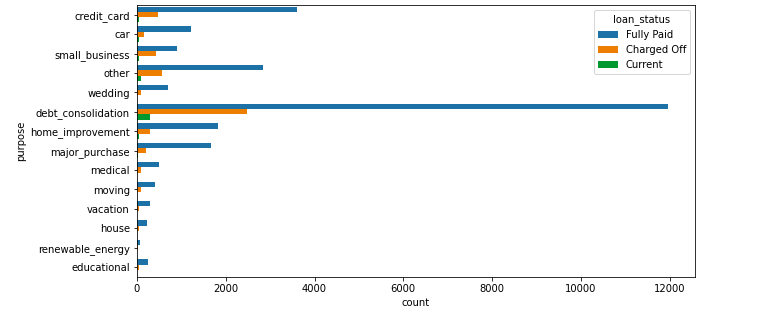 credit_card
car
small_business
other
wedding
debt_consolidation
home_improvement
major_purchase
medical
moving
vacation
house
renewable_energy
educational
purpose
0 2000 4000 6000 8000 10000 12000
count
loan_status
Fully Paid
Charged Off
Current